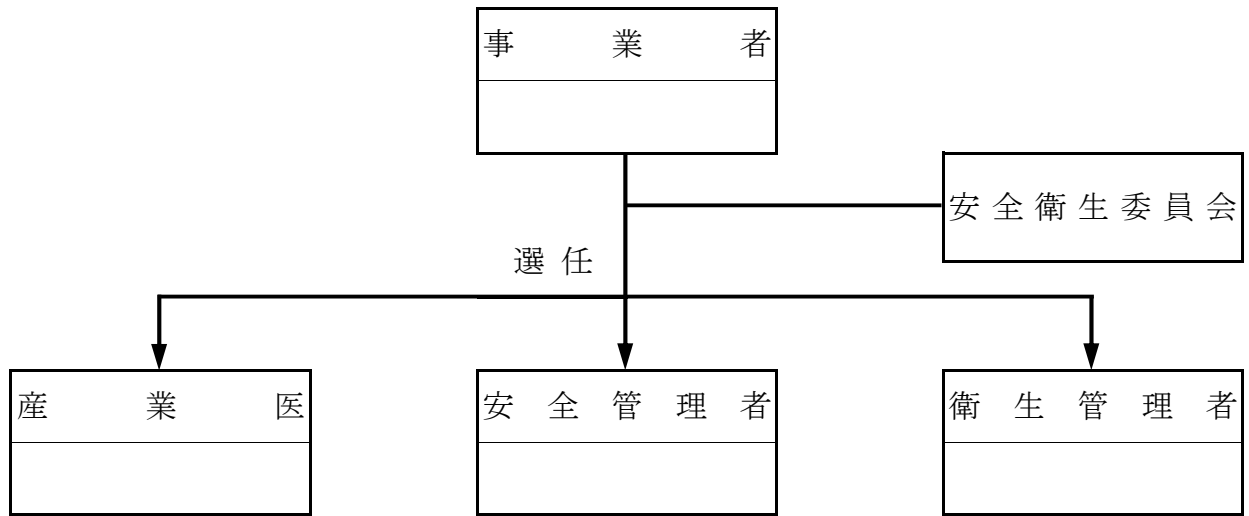 事業者
安全衛生委員会
選任
産業医
安全管理者
衛生管理者